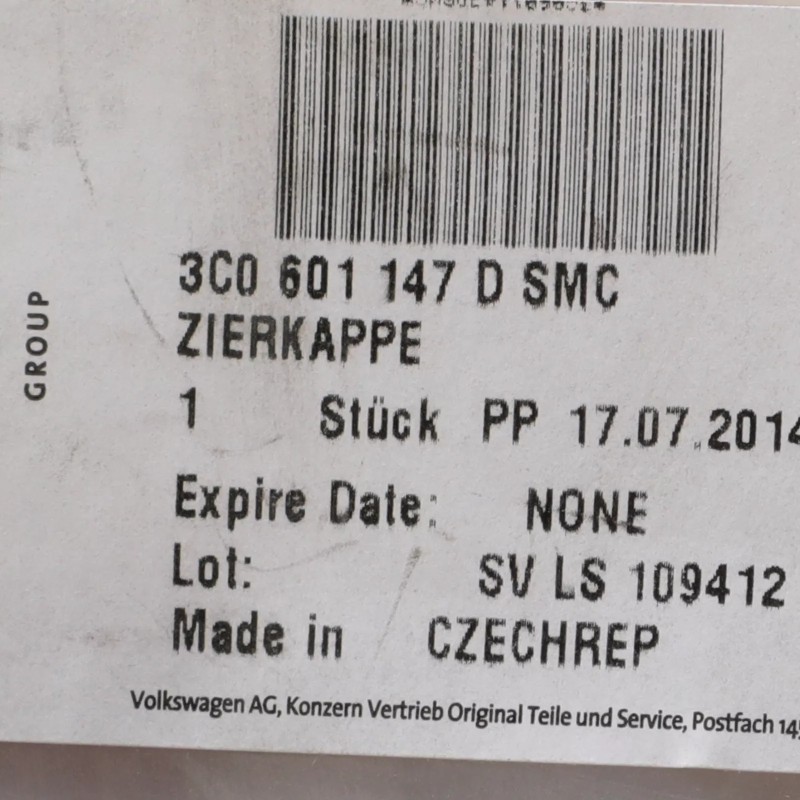 3C0 601 147 D SMC
ZIERKAPPE
1 Stück PP 17.07.2014
Expire Date: NONE
Lot: SV LS 109412
Made in CZECHREP
Volkswagen AG, Konzern Vertrieb Original Teile und Service, Postfach
GROUP